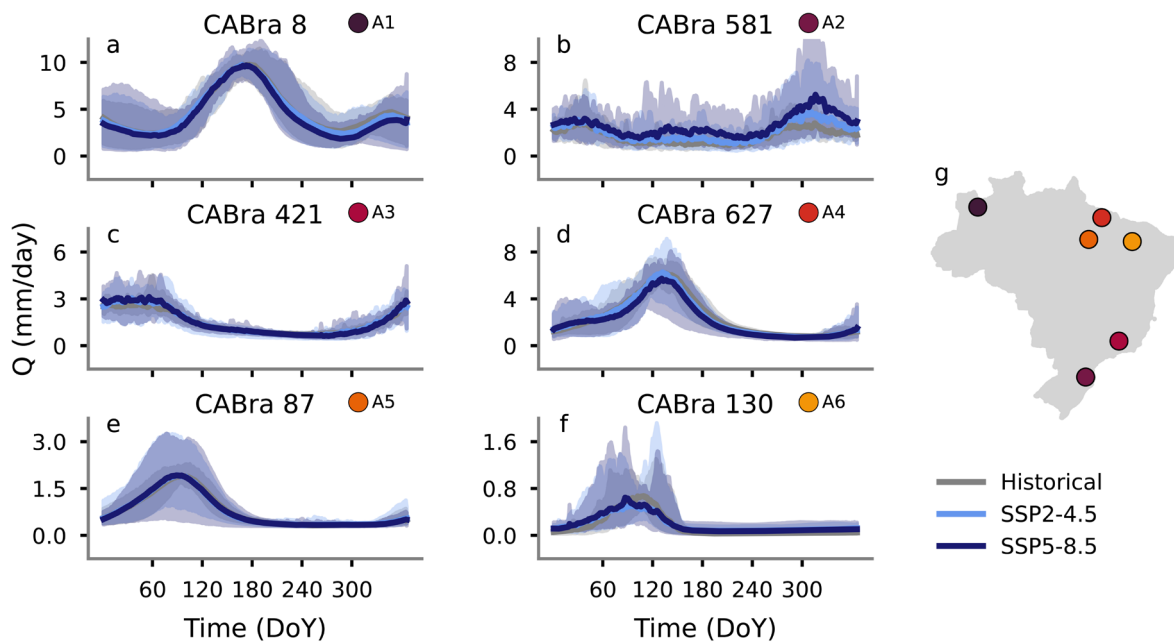 CABra 8 A1
a
10
5
0
CABra 581 A2
b
8
4
0
CABra 421 A3
c
6
3
0
CABra 627 A4
d
8
4
0
CABra 87 A5
e
3.0
1.5
0.0
60 120 180 240 300
Time (DoY)
CABra 130 A6
f
1.6
0.8
0.0
60 120 180 240 300
Time (DoY)
Q (mm/day)
g
Historical
SSP2-4.5
SSP5-8.5